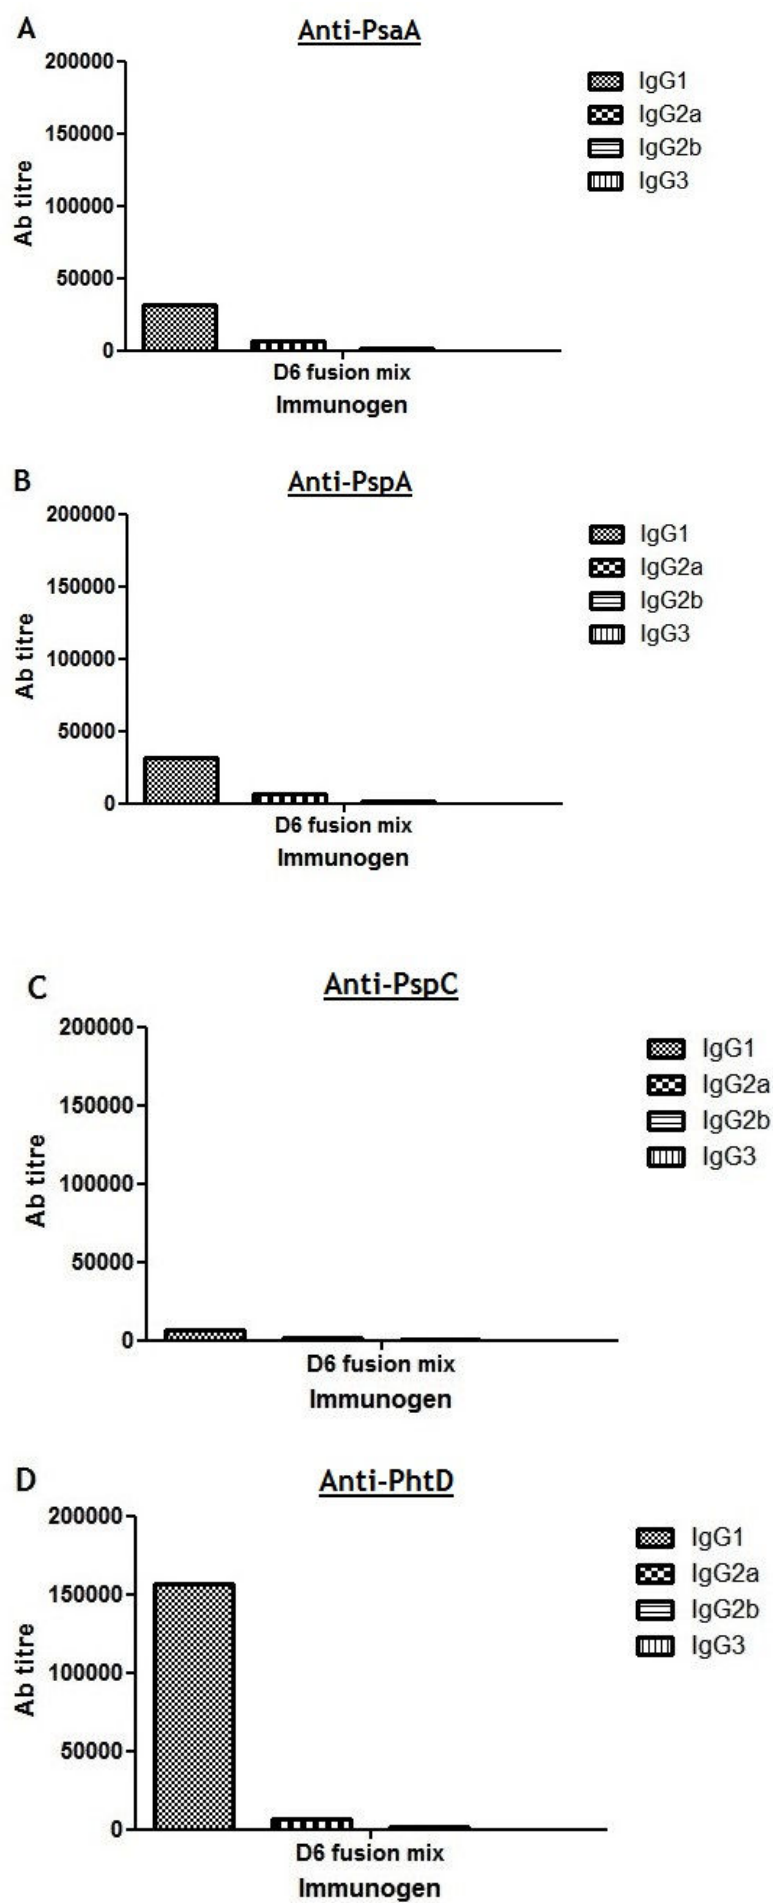 A
Anti-PsaA
200000
150000
100000
50000
0
Ab titre
IgG1
IgG2a
IgG2b
IgG3
D6 fusion mix
Immunogen
B
Anti-PspA
200000
150000
100000
50000
0
Ab titre
IgG1
IgG2a
IgG2b
IgG3
D6 fusion mix
Immunogen
C
Anti-PspC
200000
150000
100000
50000
0
Ab titre
IgG1
IgG2a
IgG2b
IgG3
D6 fusion mix
Immunogen
D
Anti-PhtD
200000
150000
100000
50000
0
Ab titre
IgG1
IgG2a
IgG2b
IgG3
D6 fusion mix
Immunogen